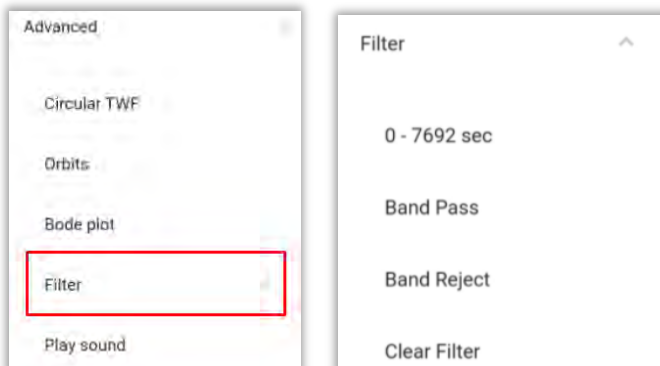 Advanced
Circular TWF
Orbits
Bode plot
Filter
Play sound
Filter
0 - 7692 sec
Band Pass
Band Reject
Clear Filter